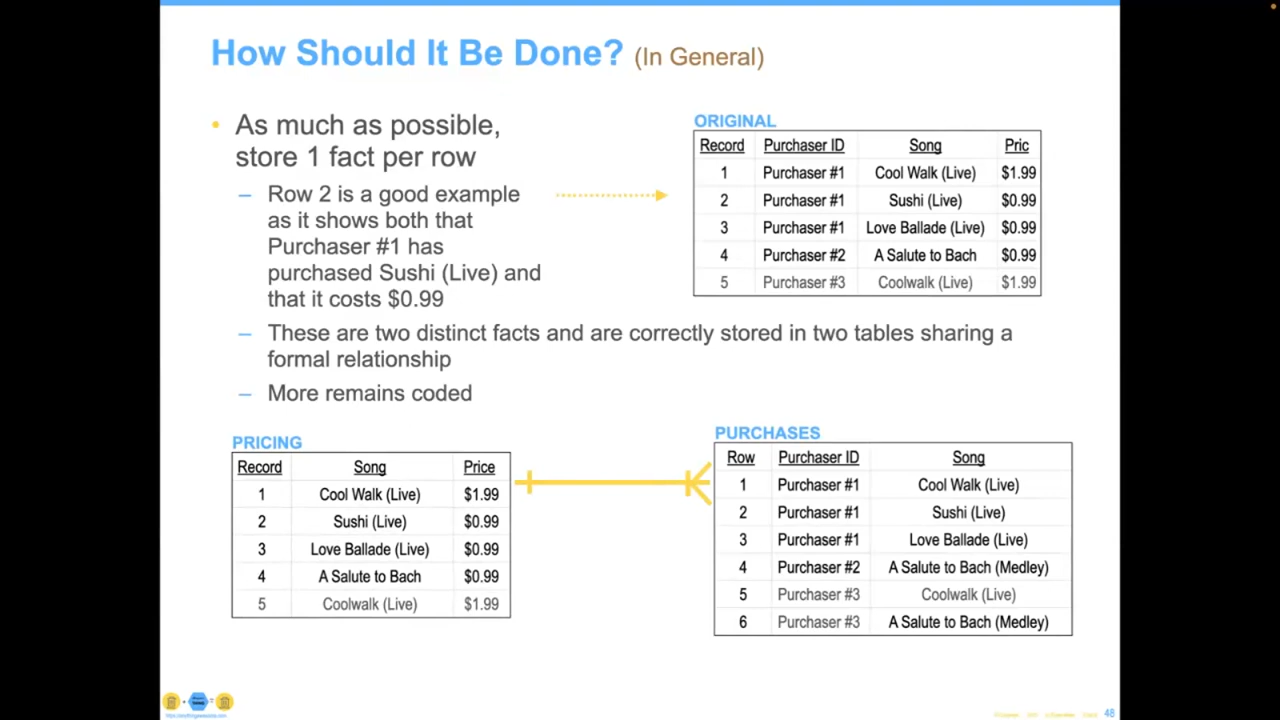 How Should It Be Done? (In General)
• As much as possible,
store 1 fact per row
– Row 2 is a good example
as it shows both that
Purchaser #1 has
purchased Sushi (Live) and
that it costs $0.99
– These are two distinct facts and are correctly stored in two tables sharing a
formal relationship
– More remains coded
ORIGINAL
Record Purchaser ID Song Pric
1 Purchaser #1 Cool Walk (Live) $1.99
2 Purchaser #1 Sushi (Live) $0.99
3 Purchaser #1 Love Ballade (Live) $0.99
4 Purchaser #2 A Salute to Bach $0.99
5 Purchaser #3 Coolwalk (Live) $1.99
PRICING
Record Song Price
1 Cool Walk (Live) $1.99
2 Sushi (Live) $0.99
3 Love Ballade (Live) $0.99
4 A Salute to Bach $0.99
5 Coolwalk (Live) $1.99
PURCHASES
Row Purchaser ID Song
1 Purchaser #1 Cool Walk (Live)
2 Purchaser #1 Sushi (Live)
3 Purchaser #1 Love Ballade (Live)
4 Purchaser #2 A Salute to Bach (Medley)
5 Purchaser #3 Coolwalk (Live)
6 Purchaser #3 A Salute to Bach (Medley)
48